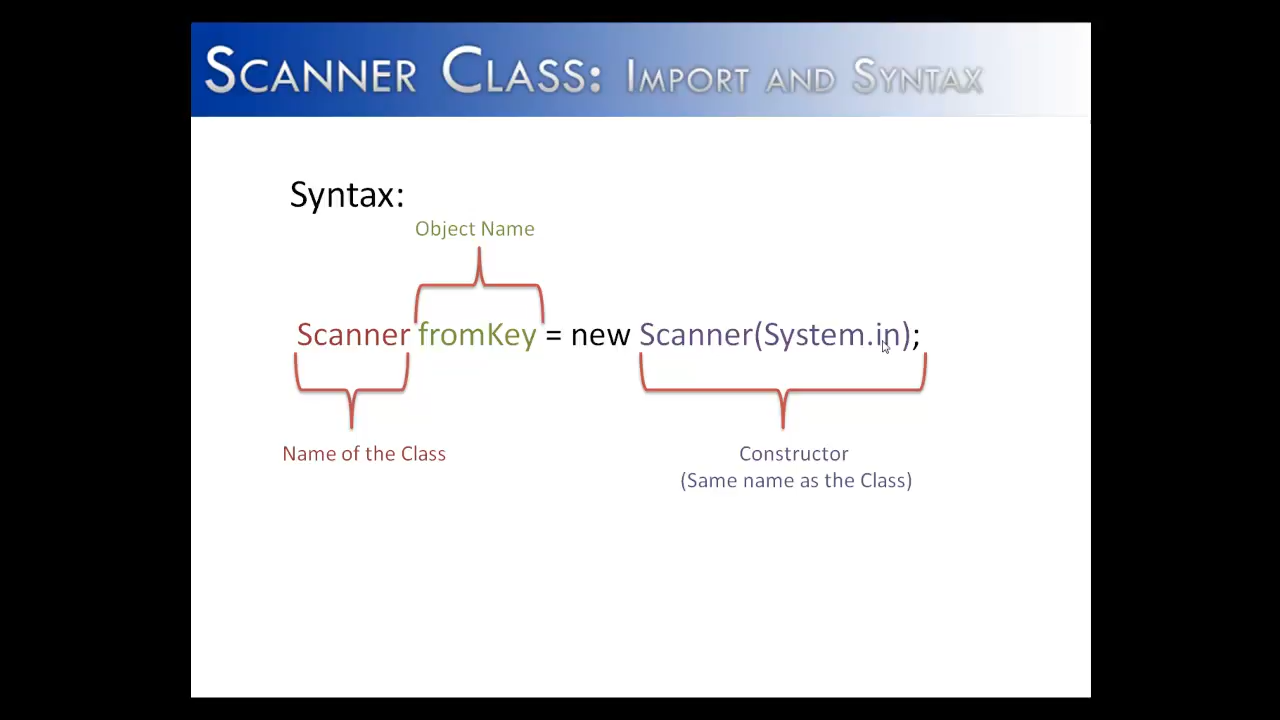 SCANNER CLASS: IMPORT AND SYNTAX
Syntax:
Object Name
Scanner fromKey = new Scanner(System.in);
Name of the Class
Constructor
(Same name as the Class)